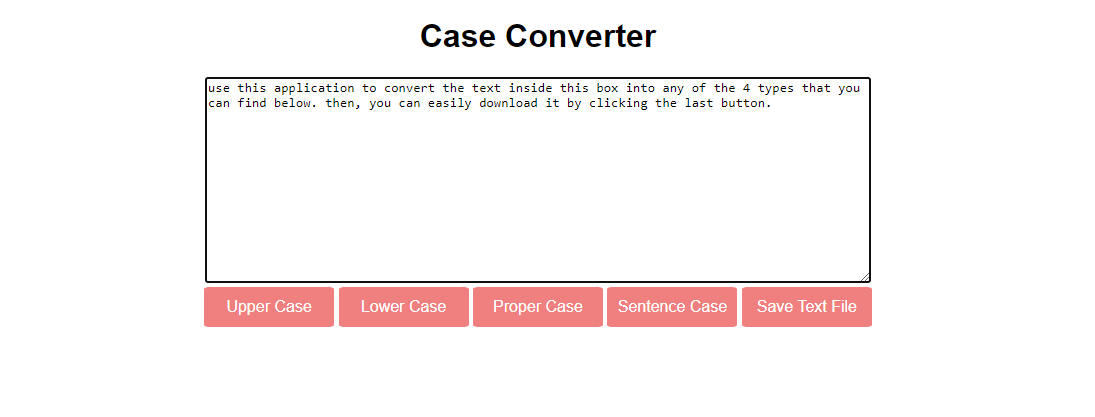 Case Converter
use this application to convert the text inside this box into any of the 4 types that you
can find below. then, you can easily download it by clicking the last button.
Upper Case
Lower Case
Proper Case
Sentence Case
Save Text File